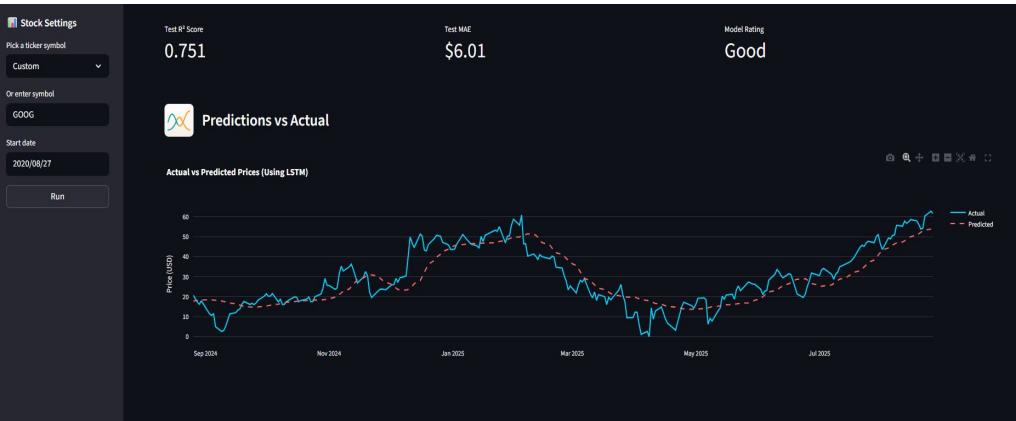 Stock Settings
Pick a ticker symbol
Custom
Or enter symbol
GOOG
Start date
2020/08/27
Run
Test R² Score
0.751
Test MAE
$6.01
Model Rating
Good
Predictions vs Actual
Actual vs Predicted Prices (Using LSTM)
Price (USD)
60
50
40
30
20
10
0
Sep 2024
Nov 2024
Jan 2025
Mar 2025
May 2025
Jul 2025
Actual
Predicted